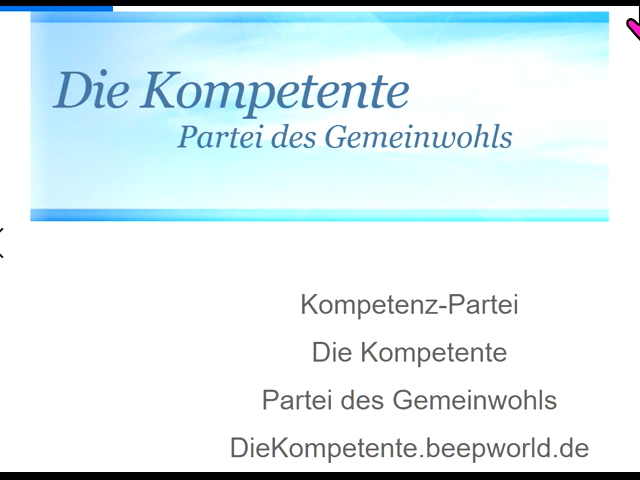 Die Kompetente
Partei des Gemeinwohls
Kompetenz-Partei
Die Kompetente
Partei des Gemeinwohls
DieKompetente.beepworld.de